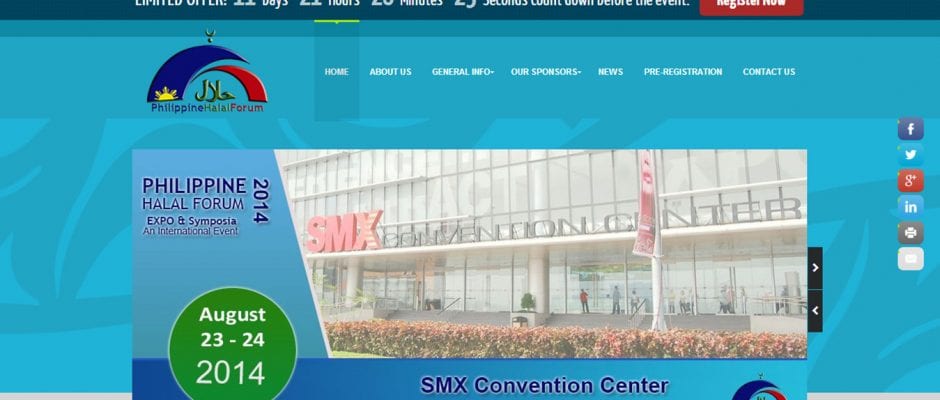 LIMITED OFFER: 11 Days 21 Hours 28 Minutes 25 Seconds count down before the event.
Register Now
حلال
PhilippineHalalForum
HOME
ABOUT US
GENERAL INFO
OUR SPONSORS
NEWS
PRE-REGISTRATION
CONTACT US
PHILIPPINE
HALAL FORUM
2014
EXPO & Symposia
An International Event
SMX CONVENTION CENTER
August
23 - 24
2014
SMX Convention Center